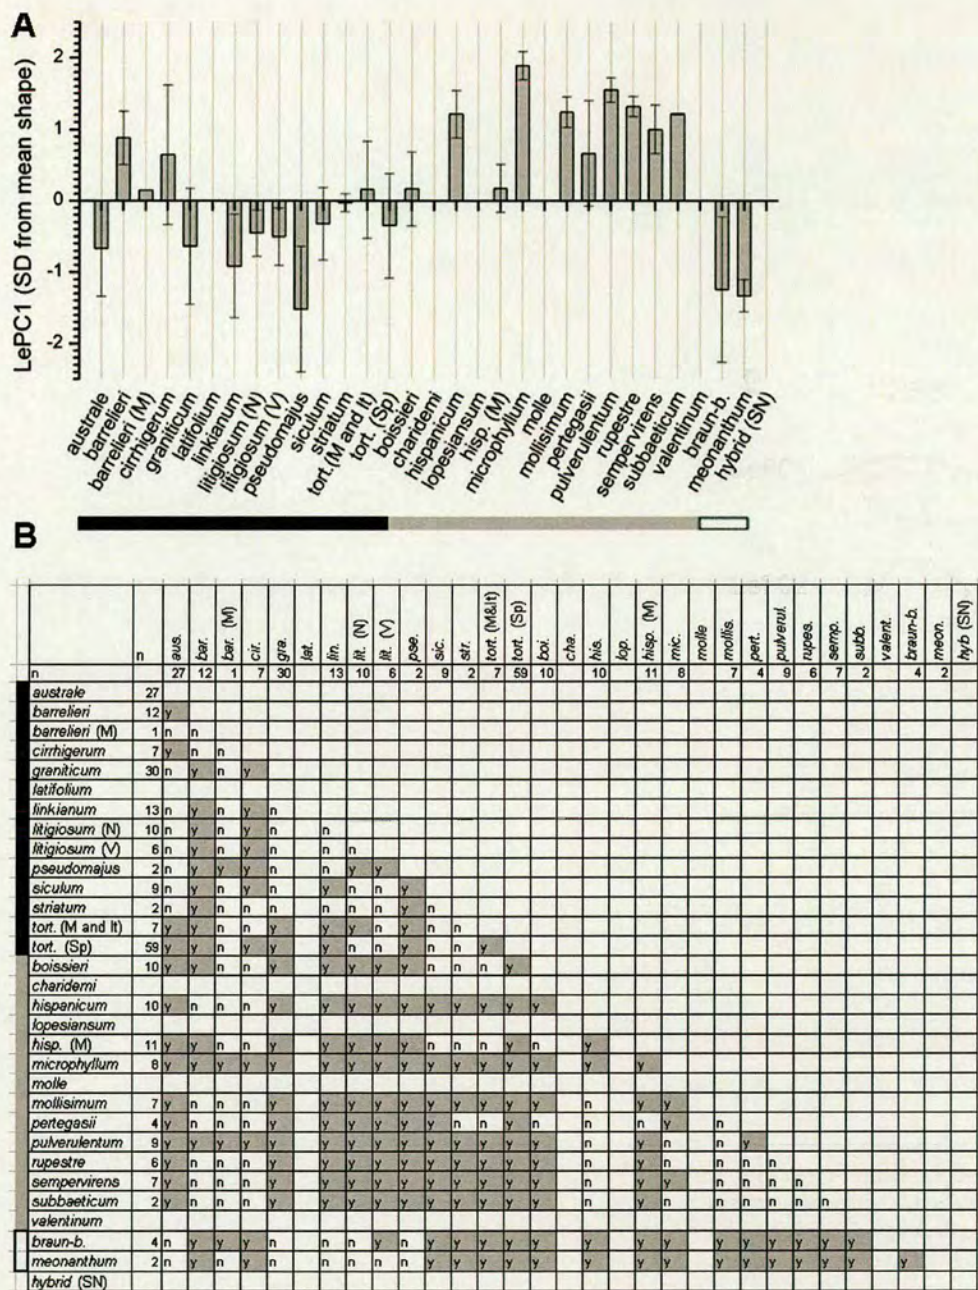 A
LePC1 (SD from mean shape)
2
1
0
-1
-2
australe
barrelieri
barrelieri (M)
cirrhigerum
graniticum
latifolium
linkianum
litigiosum (N)
litigiosum (V)
pseudomajus
siculum
striatum
tort.(M and It)
tort. (Sp)
boissieri
charidemi
hispanicum
lopesiansum
hisp. (M)
microphyllum
molle
mollisimum
pertegasii
pulverulentum
rupestre
sempervirens
subbaeticum
valentinum
braun-b.
meonanthum
hybrid (SN)
B
n aus. bar. bar (M) cir. gra. lat. lin. lit. (N) lit. (V) pse. sic. str. tort. (M&It) tort. (Sp) boi. cha. his. lop. hisp. (M) mic. molle mollis. pert. pulverul. rupes. semp. subb. valent. braun-b. meon. hyb (SN)
n 27 12 1 7 30 13 10 6 2 9 2 7 59 10 10 11 8 7 4 9 6 7 2 4 2
australe 27
barrelieri 12 y
barrelieri (M) 1 n n
cirrhigerum 7 y n n
graniticum 30 n y n y
latifolium
linkianum 13 n y n y n
litigiosum (N) 10 n y n y n n
litigiosum (V) 6 n y n y n n n
pseudomajus 2 n y y y n n y y
siculum 9 n y n y n y n n y
striatum 2 n y n n n n n n y n
tort. (M and It) 7 y y n n y y y n y n n
tort. (Sp) 59 y y n y y y n n y n n y
boissieri 10 y y n n y y y y y n n n y
charidemi
hispanicum 10 y n n n y y y y y y y y y y
lopesiansum
hisp. (M) 11 y y n n y y y y y n n n y n y
microphyllum 8 y y y y y y y y y y y y y y y y
molle
mollisimum 7 y n n n y y y y y y y y y y n y y
pertegasii 4 y n n n y y y y y y n n y n n n y n
pulverulentum 9 y y y y y y y y y y y y y y n y n n y
rupestre 6 y n n n y y y y y y y y y y n y n n n n
sempervirens 7 y n n n y y y y y y y y y y n y y n n n n
subbaeticum 2 y n n n y y y y y y y y y y n y n n n n n n
valentinum
braun-b. 4 n y y y n n n y n y y y y y y y y y y y y y y
meonanthum 2 n y n y n n n n n y y y y y y y y y y y y y y y
hybrid (SN)